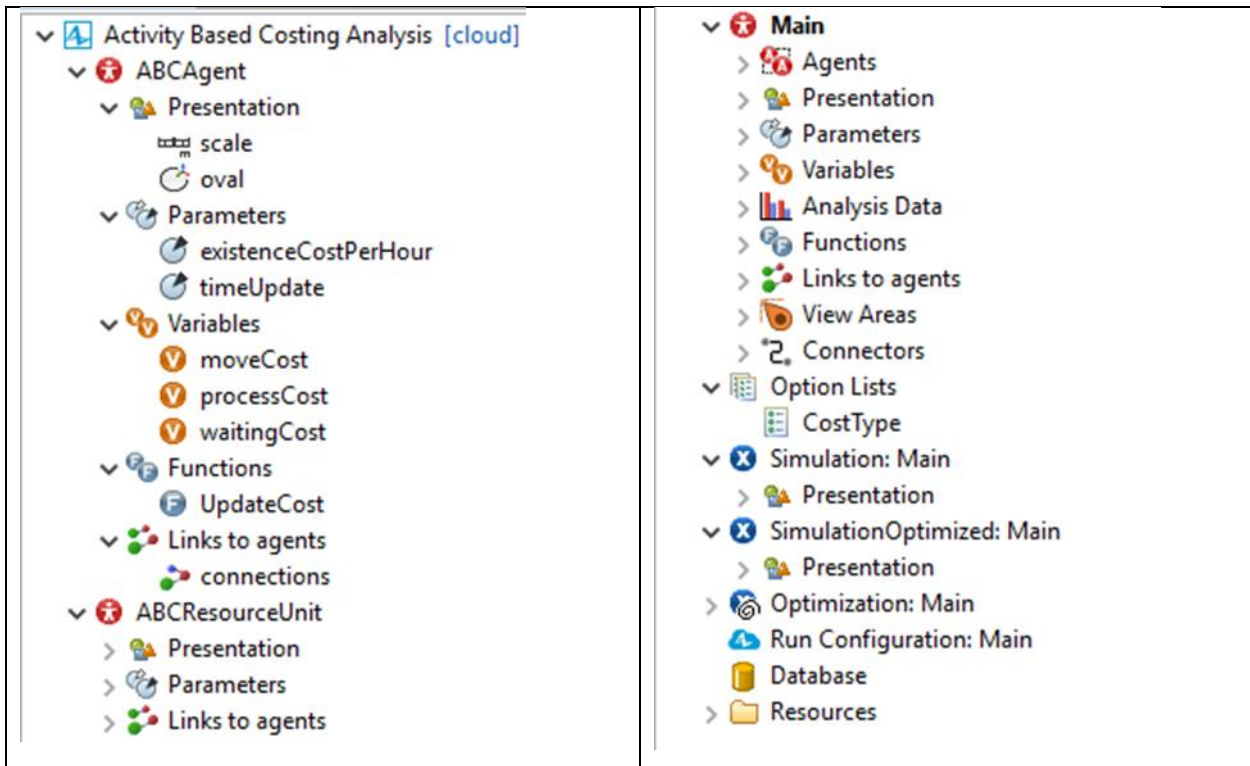 Activity Based Costing Analysis [cloud]
ABCAgent
Presentation
scale
oval
Parameters
existenceCostPerHour
timeUpdate
Variables
moveCost
processCost
waitingCost
Functions
UpdateCost
Links to agents
connections
ABCResourceUnit
Presentation
Parameters
Links to agents
Main
Agents
Presentation
Parameters
Variables
Analysis Data
Functions
Links to agents
View Areas
Connectors
Option Lists
CostType
Simulation: Main
Presentation
SimulationOptimized: Main
Presentation
Optimization: Main
Run Configuration: Main
Database
Resources